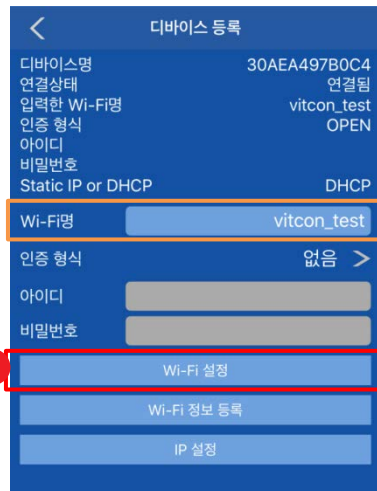 디바이스 등록
디바이스명 30AEA497B0C4
연결상태 연결됨
입력한 Wi-Fi명 vitcon_test
인증 형식 OPEN
아이디
비밀번호
Static IP or DHCP DHCP
Wi-Fi명 vitcon_test
인증 형식 없음 >
아이디
비밀번호
Wi-Fi 설정
Wi-Fi 정보 등록
IP 설정